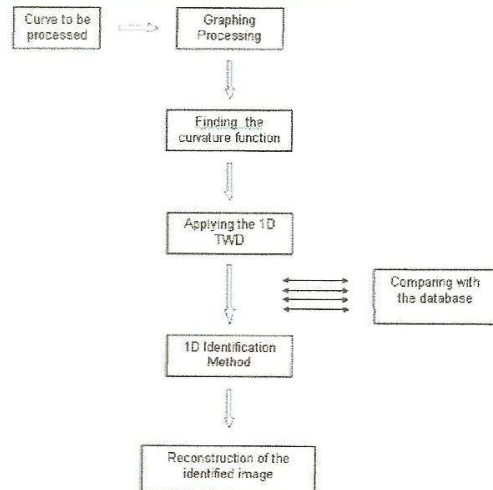 Curve to be
processed
Graphing
Processing
Finding the
curvature function
Applying the 1D
TWD
Comparing with
the database
1D Identification
Method
Reconstruction of the
identified image